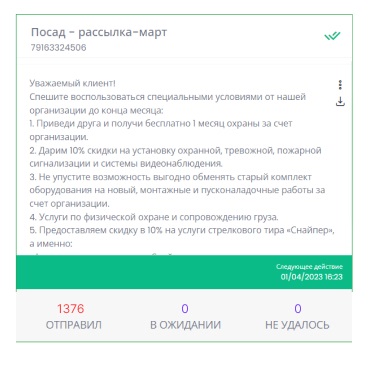 Посад - рассылка-март
79163324506
Уважаемый клиент!
Спешите воспользоваться специальными условиями от нашей
организации до конца месяца:
1. Приведи друга и получи бесплатно 1 месяц охраны за счет
организации.
2. Дарим 10% скидки на установку охранной, тревожной, пожарной
сигнализации и системы видеонаблюдения.
3. Не упустите возможность выгодно обменять старый комплект
оборудования на новый, монтажные и пусконаладочные работы за
счет организации.
4. Услуги по физической охране и сопровождению груза.
5. Предоставляем скидку в 10% на услуги стрелкового тира «Снайпер»,
а именно:
Следующее действие
01/04/2023 16:23
1376 0 0
ОТПРАВИЛ В ОЖИДАНИИ НЕ УДАЛОСЬ